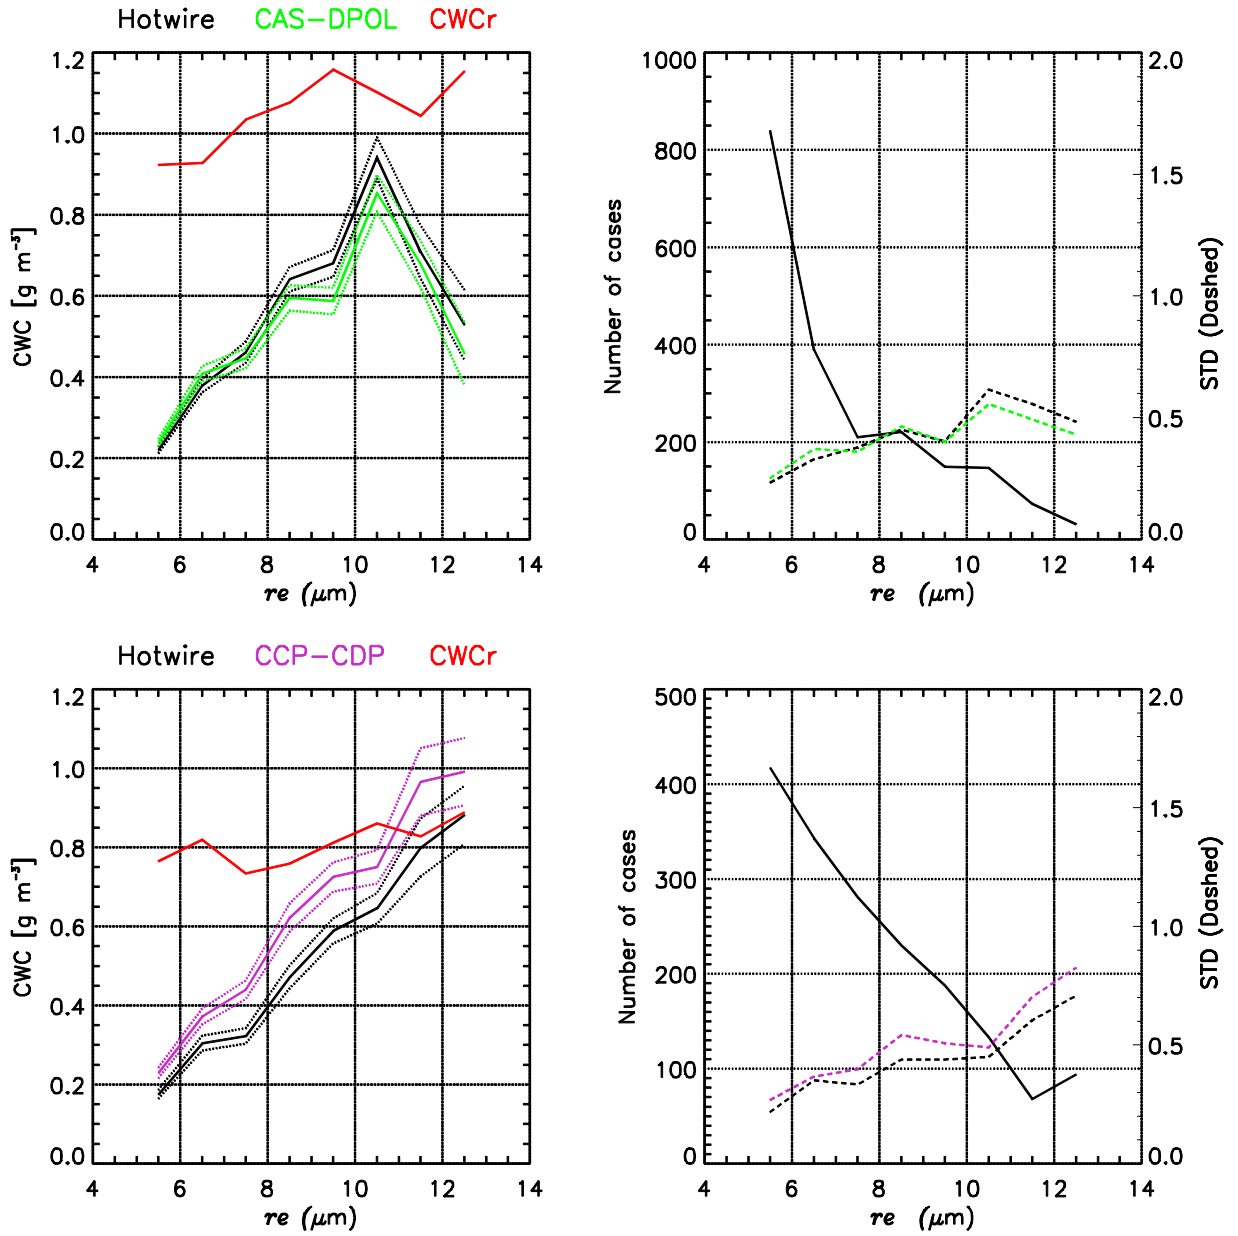 Hotwire CAS-DPOL CWCr
CWC [g m⁻³]
1.2
1.0
0.8
0.6
0.4
0.2
0.0
4 6 8 10 12 14
re (μm)
Number of cases
1000
800
600
400
200
0
2.0
1.5
1.0
0.5
0.0
STD (Dashed)
4 6 8 10 12 14
re (μm)
Hotwire CCP-CDP CWCr
CWC [g m⁻³]
1.2
1.0
0.8
0.6
0.4
0.2
0.0
4 6 8 10 12 14
re (μm)
Number of cases
500
400
300
200
100
0
2.0
1.5
1.0
0.5
0.0
STD (Dashed)
4 6 8 10 12 14
re (μm)